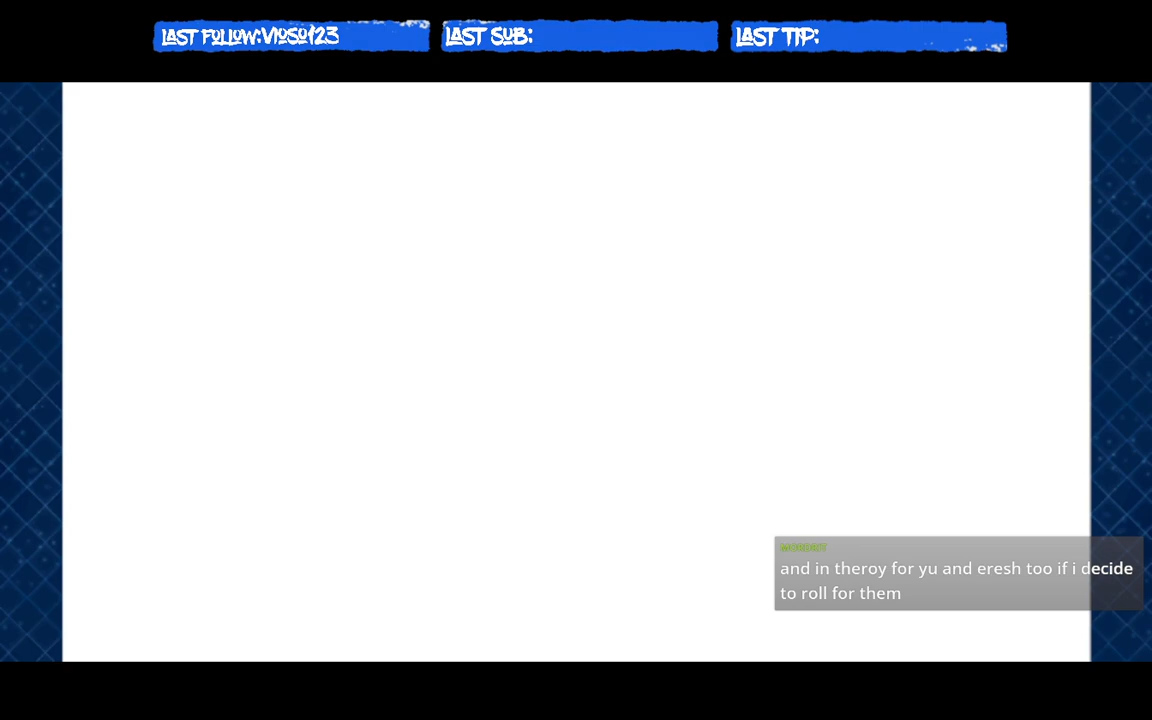 LAST FOLLOW:VIOSO123
LAST SUB:
LAST TIP:
MORDRIT
and in theroy for yu and eresh too if i decide
to roll for them